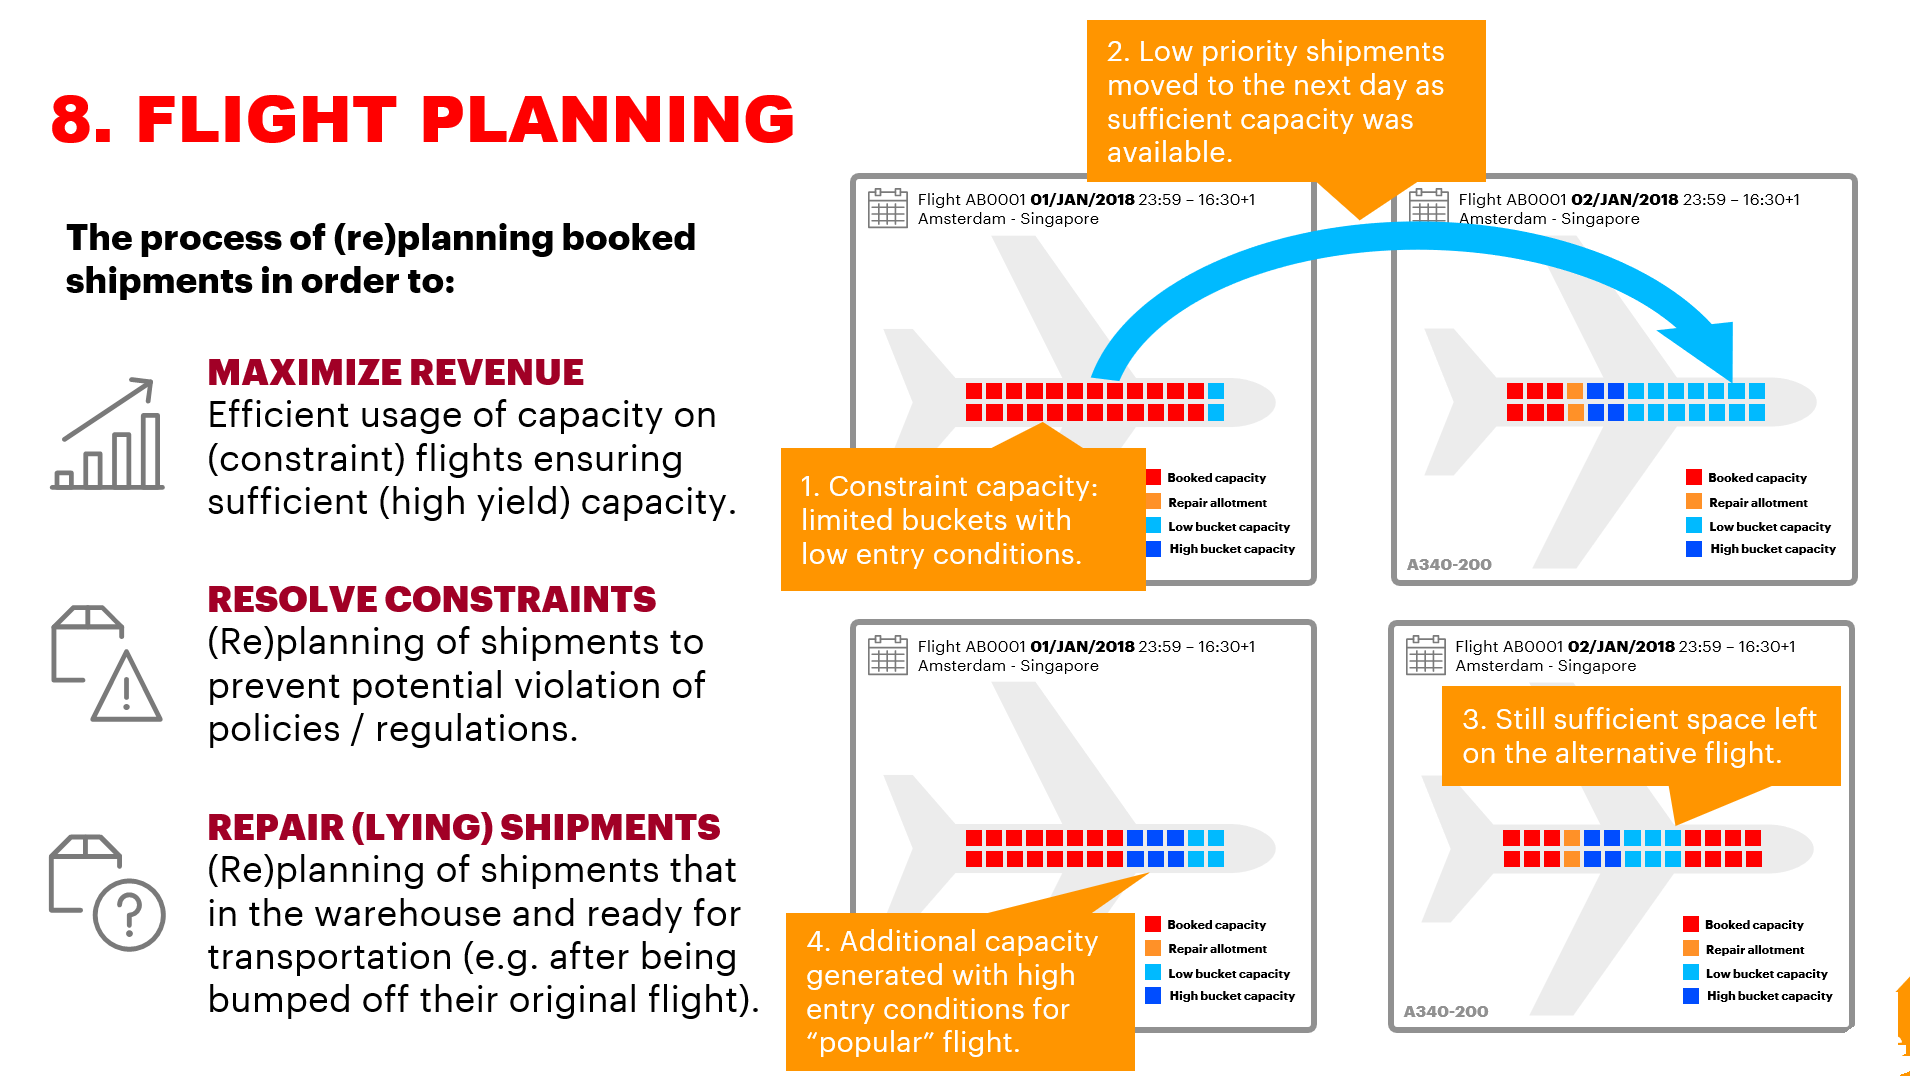 8. FLIGHT PLANNING
The process of (re)planning booked
shipments in order to:
MAXIMIZE REVENUE
Efficient usage of capacity on
(constraint) flights ensuring
sufficient (high yield) capacity.
RESOLVE CONSTRAINTS
(Re)planning of shipments to
prevent potential violation of
policies / regulations.
REPAIR (LYING) SHIPMENTS
(Re)planning of shipments that
in the warehouse and ready for
transportation (e.g. after being
bumped off their original flight).
2. Low priority shipments
moved to the next day as
sufficient capacity was
available.
Flight AB0001 01/JAN/2018 23:59 – 16:30+1
Amsterdam - Singapore
1. Constraint capacity:
limited buckets with
low entry conditions.
Booked capacity
Repair allotment
Low bucket capacity
High bucket capacity
Flight AB0001 02/JAN/2018 23:59 – 16:30+1
Amsterdam - Singapore
Booked capacity
Repair allotment
Low bucket capacity
High bucket capacity
A340-200
Flight AB0001 01/JAN/2018 23:59 – 16:30+1
Amsterdam - Singapore
4. Additional capacity
generated with high
entry conditions for
“popular” flight.
Booked capacity
Repair allotment
Low bucket capacity
High bucket capacity
Flight AB0001 02/JAN/2018 23:59 – 16:30+1
Amsterdam - Singapore
3. Still sufficient space left
on the alternative flight.
Booked capacity
Repair allotment
Low bucket capacity
High bucket capacity
A340-200